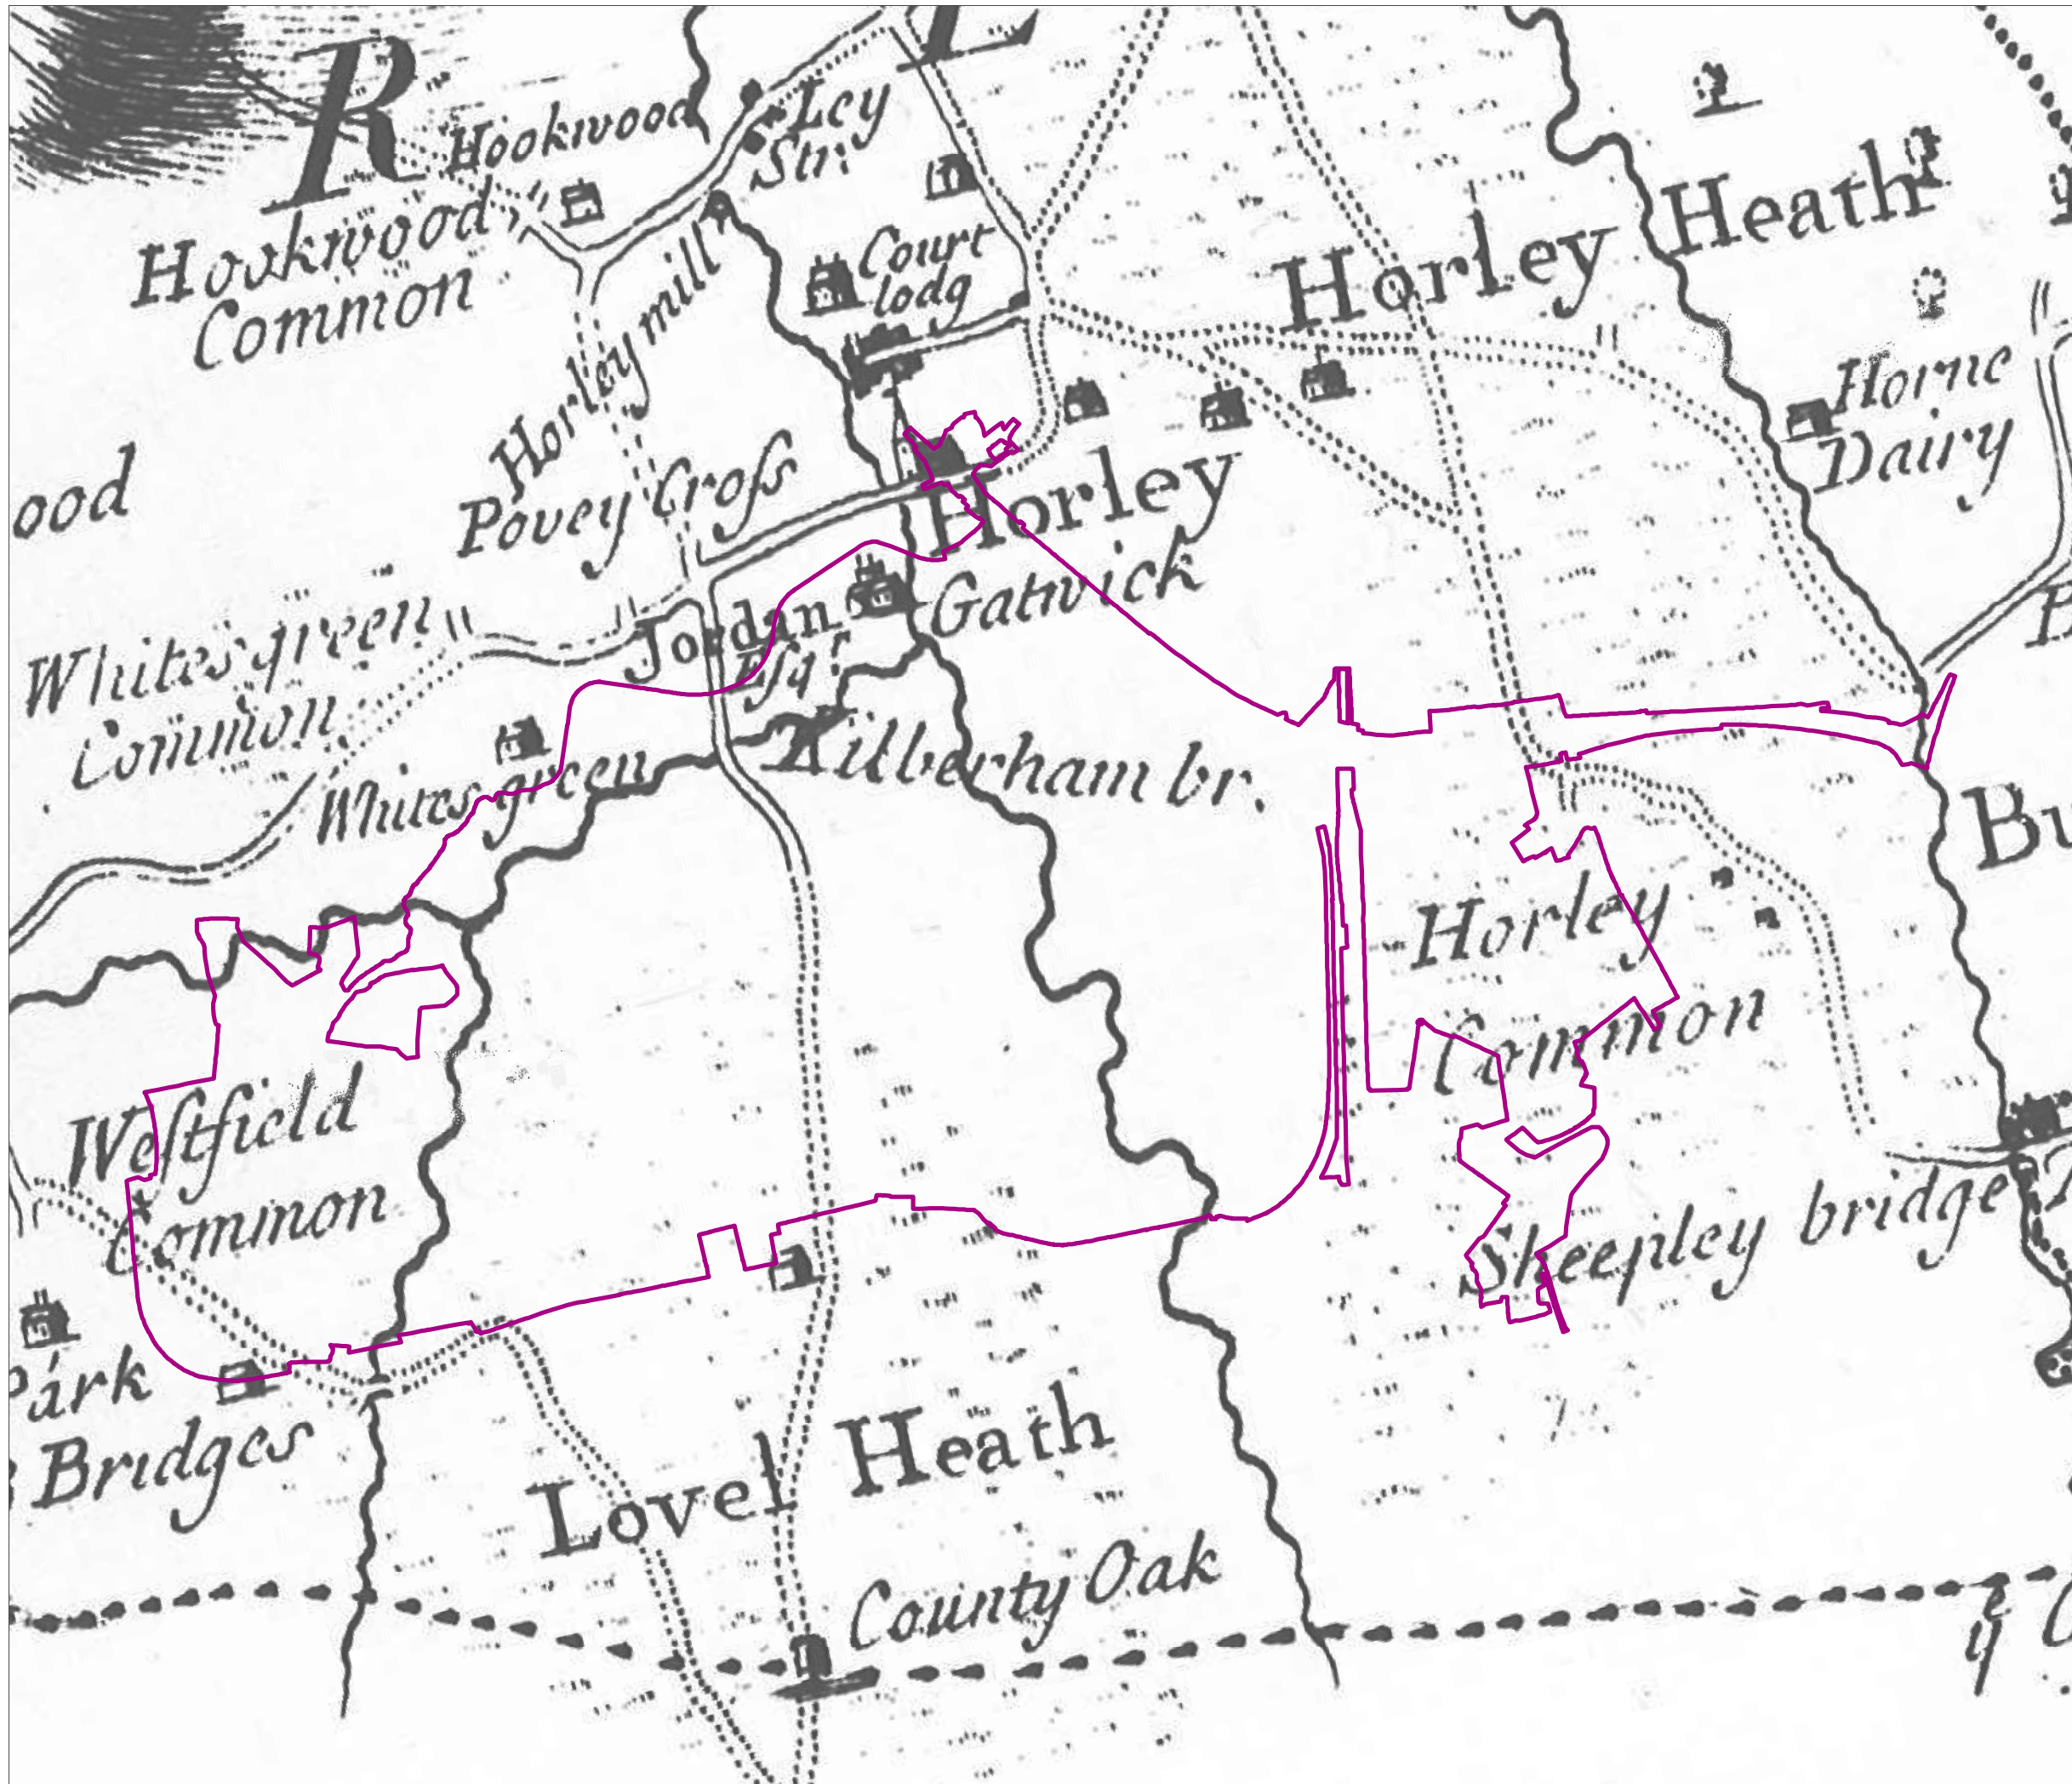 R
L
Hookwood
Ley
Str:
Hookwood
Common
Court
lodg
Horley Heath
Horley mill
Horne
Dairy
ood
Povey Croſs
Horley
Gatwick
Jordan
Eſqr
Whites green
Common
Whites green
Kilberham br.
Bu
Horley
Common
Weſtfield
Common
Sheepley bridge
Park
Bridges
Lovel Heath
County Oak